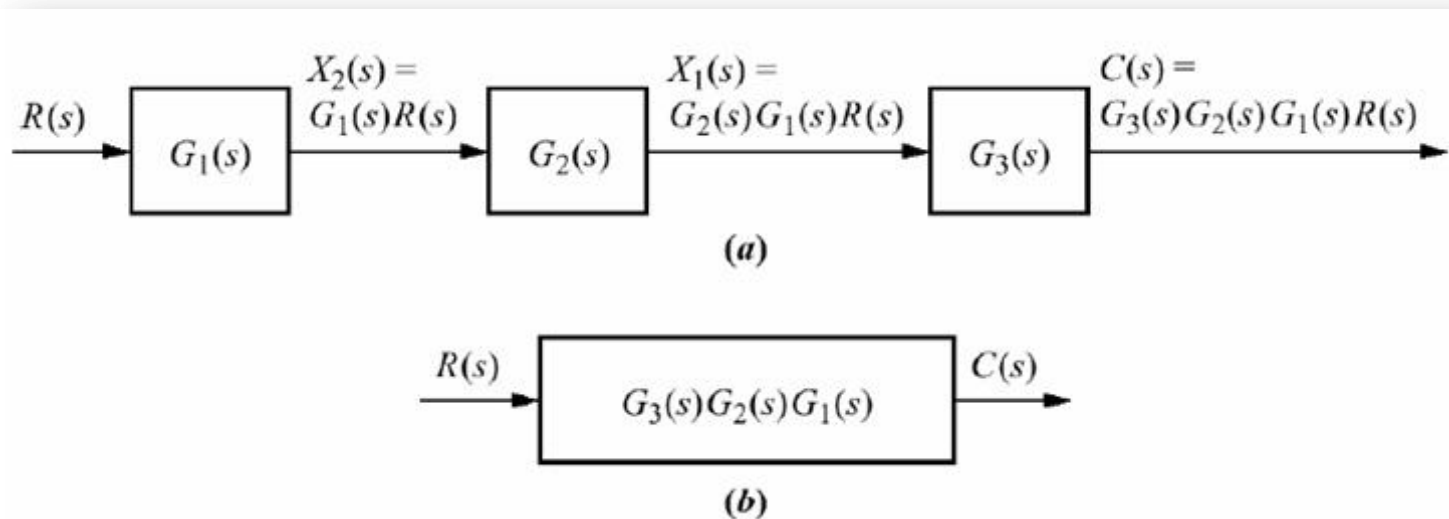 R(s)
G₁(s)
X₂(s) =
G₁(s)R(s)
G₂(s)
X₁(s) =
G₂(s)G₁(s)R(s)
G₃(s)
C(s) =
G₃(s)G₂(s)G₁(s)R(s)
(a)
R(s)
G₃(s)G₂(s)G₁(s)
C(s)
(b)